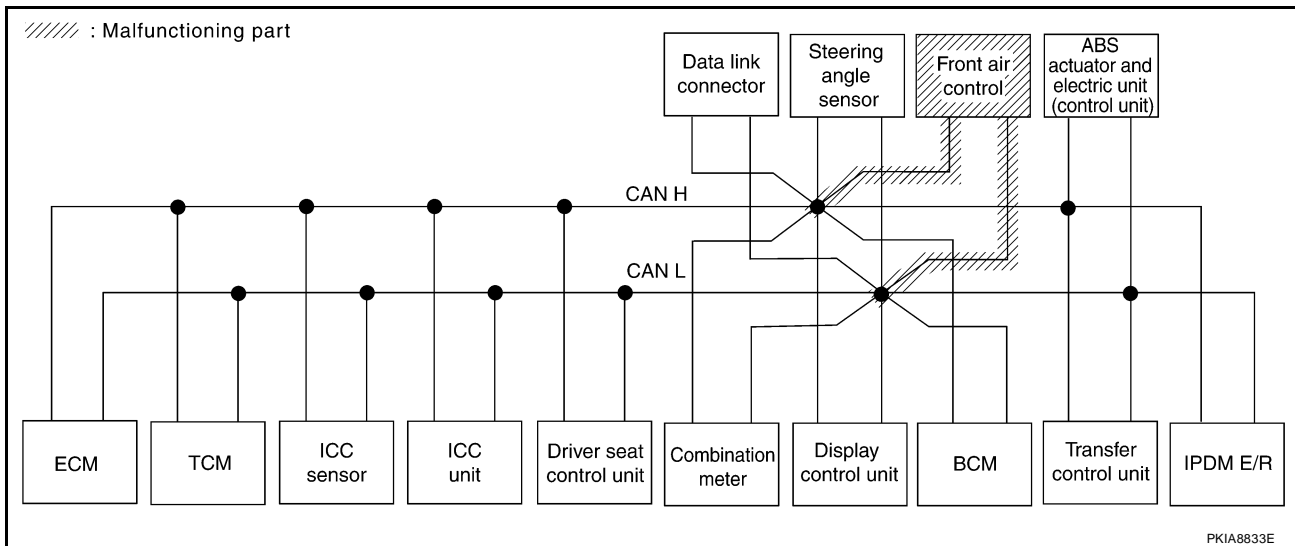 : Malfunctioning part
Data link
connector
Steering
angle
sensor
Front air
control
ABS
actuator and
electric unit
(control unit)
CAN H
CAN L
ECM
TCM
ICC
sensor
ICC
unit
Driver seat
control unit
Combination
meter
Display
control unit
BCM
Transfer
control unit
IPDM E/R
PKIA8833E